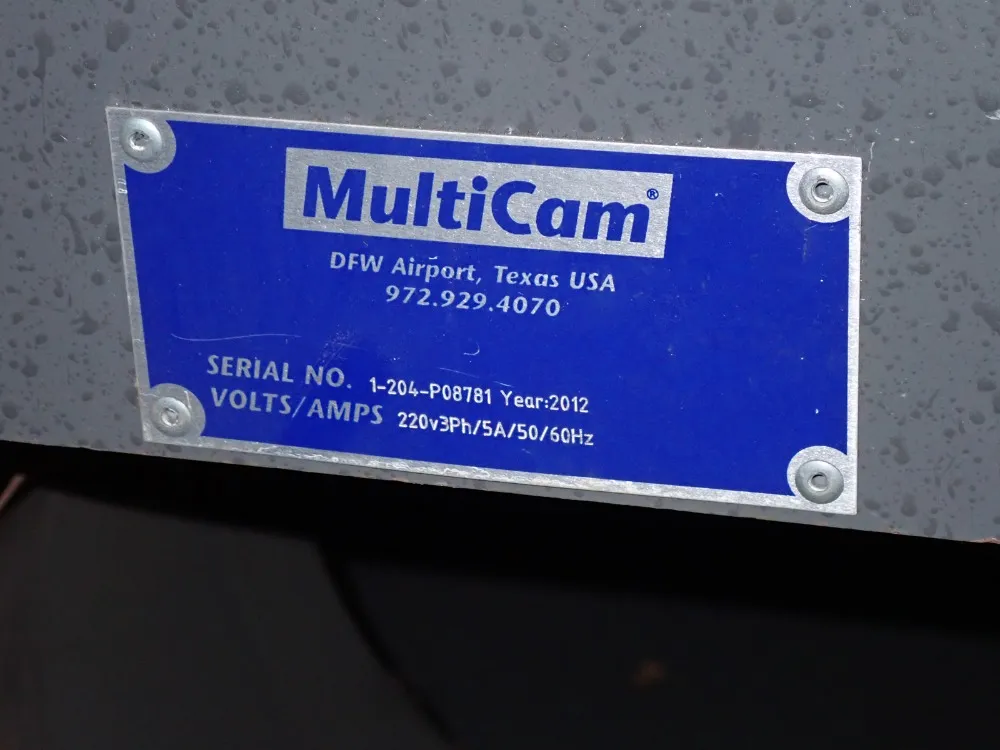 MultiCam®
DFW Airport, Texas USA
972.929.4070
SERIAL NO. 1-204-P08781 Year:2012
VOLTS/AMPS 220v3Ph/5A/50/60Hz